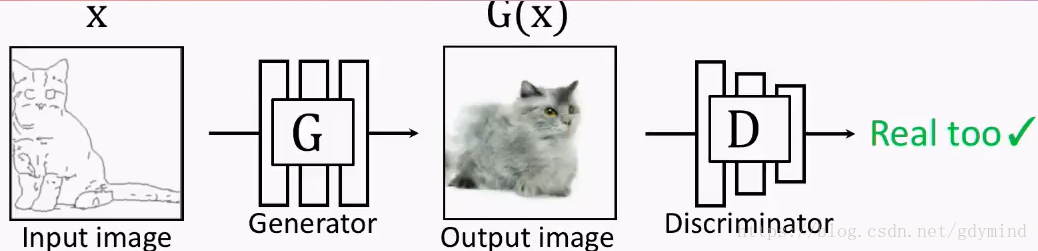 x
G(x)
G
D
Real too ✓
Input image
Generator
Output image
Discriminator
https://blog.csdn.net/gdymind